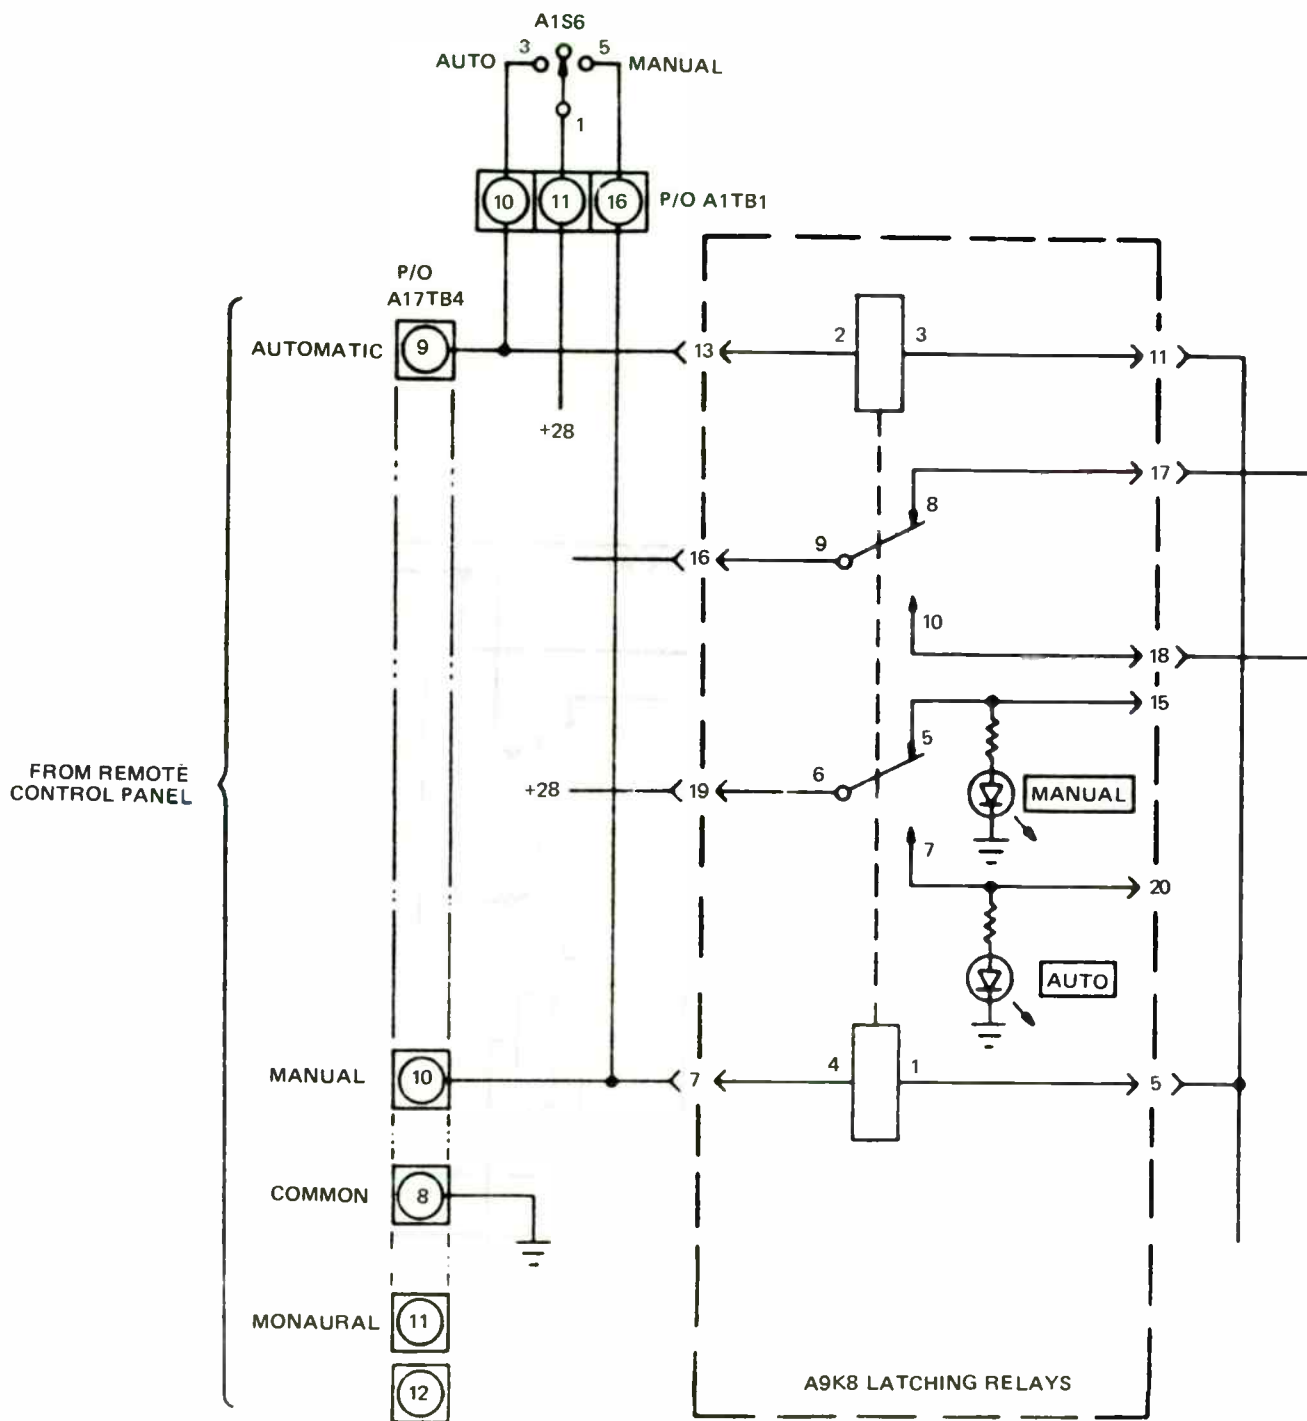 A1S6
AUTO 3 5 MANUAL
1
10 11 16 P/O A1TB1
P/O
A17TB4
AUTOMATIC 9 13 2 3 11
+28
17
8
9
16
10
18
15
5
6
+28 19
MANUAL
7
20
AUTO
FROM REMOTE
CONTROL PANEL
MANUAL 10 7 4 1 5
COMMON 8
MONAURAL 11
12
A9K8 LATCHING RELAYS